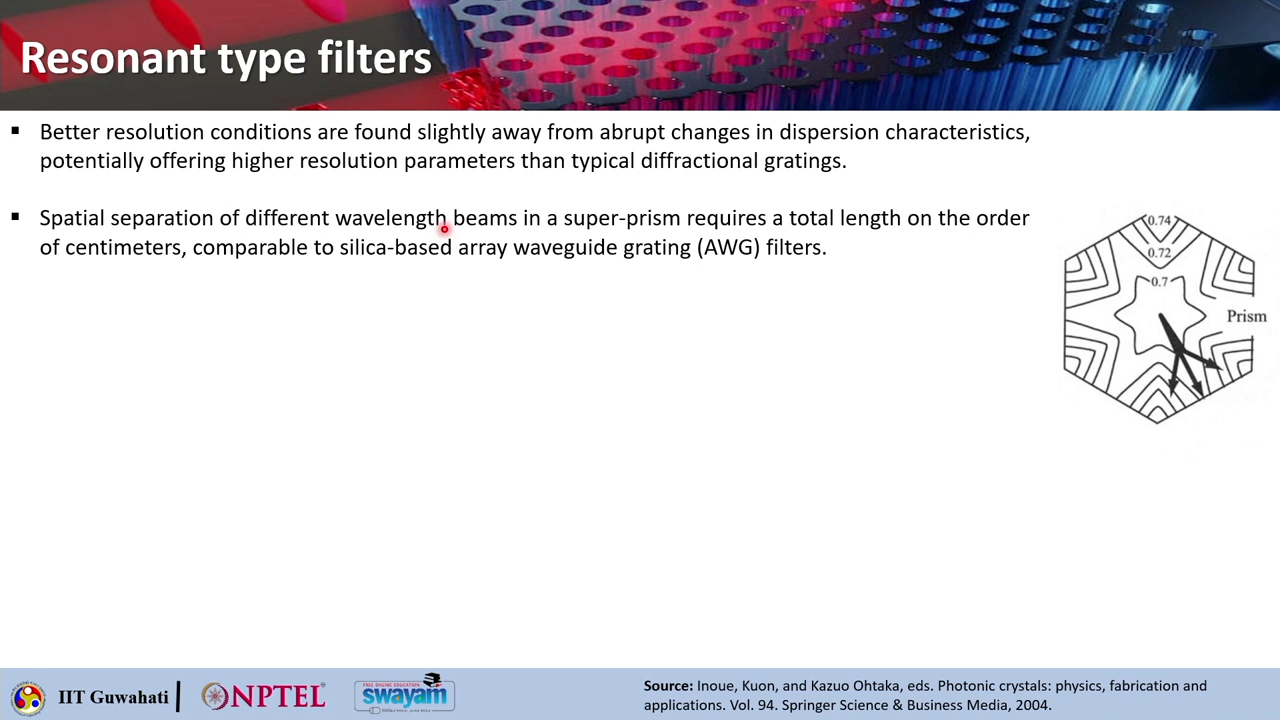 Resonant type filters
▪ Better resolution conditions are found slightly away from abrupt changes in dispersion characteristics,
potentially offering higher resolution parameters than typical diffractional gratings.
▪ Spatial separation of different wavelength beams in a super-prism requires a total length on the order
of centimeters, comparable to silica-based array waveguide grating (AWG) filters.
0.74
0.72
0.7
Prism
IIT Guwahati
NPTEL
FREE ONLINE EDUCATION
swayam
Source: Inoue, Kuon, and Kazuo Ohtaka, eds. Photonic crystals: physics, fabrication and
applications. Vol. 94. Springer Science & Business Media, 2004.